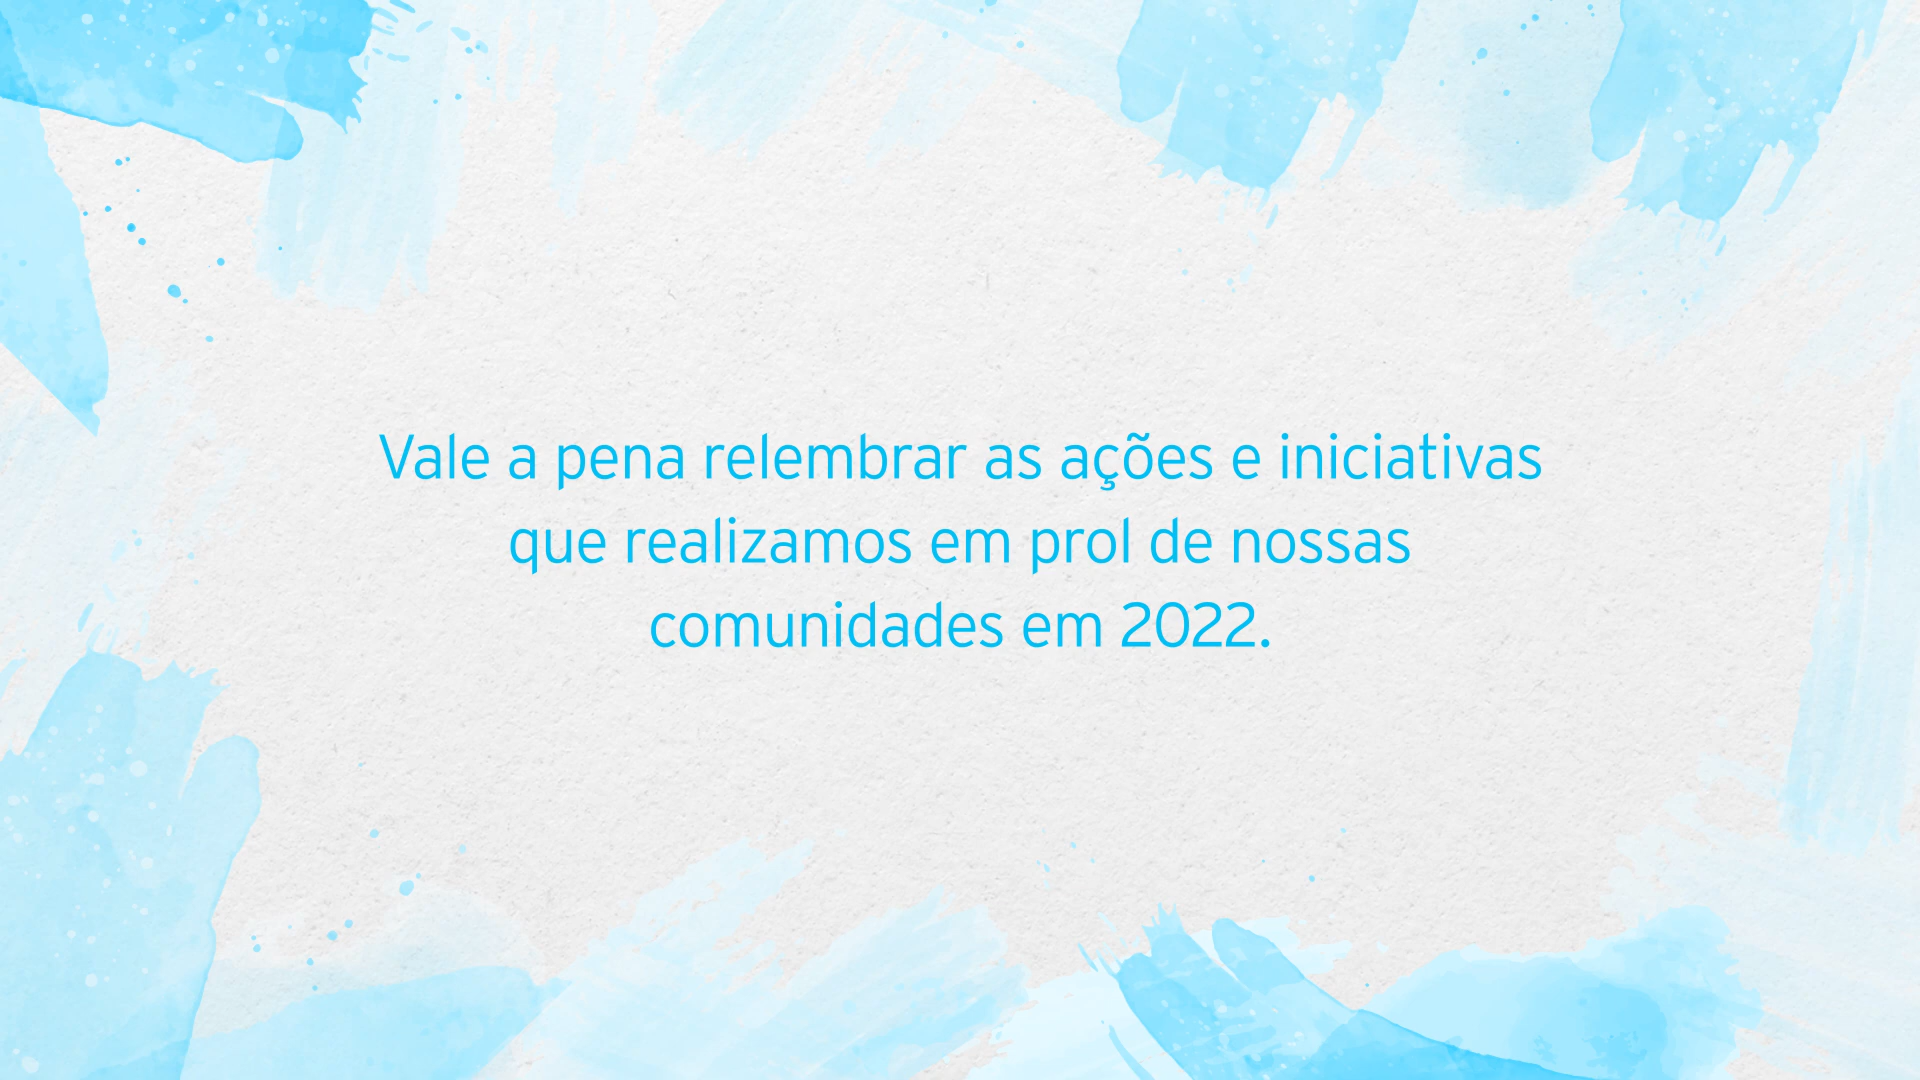 Vale a pena relembrar as ações e iniciativas
que realizamos em prol de nossas
comunidades em 2022.